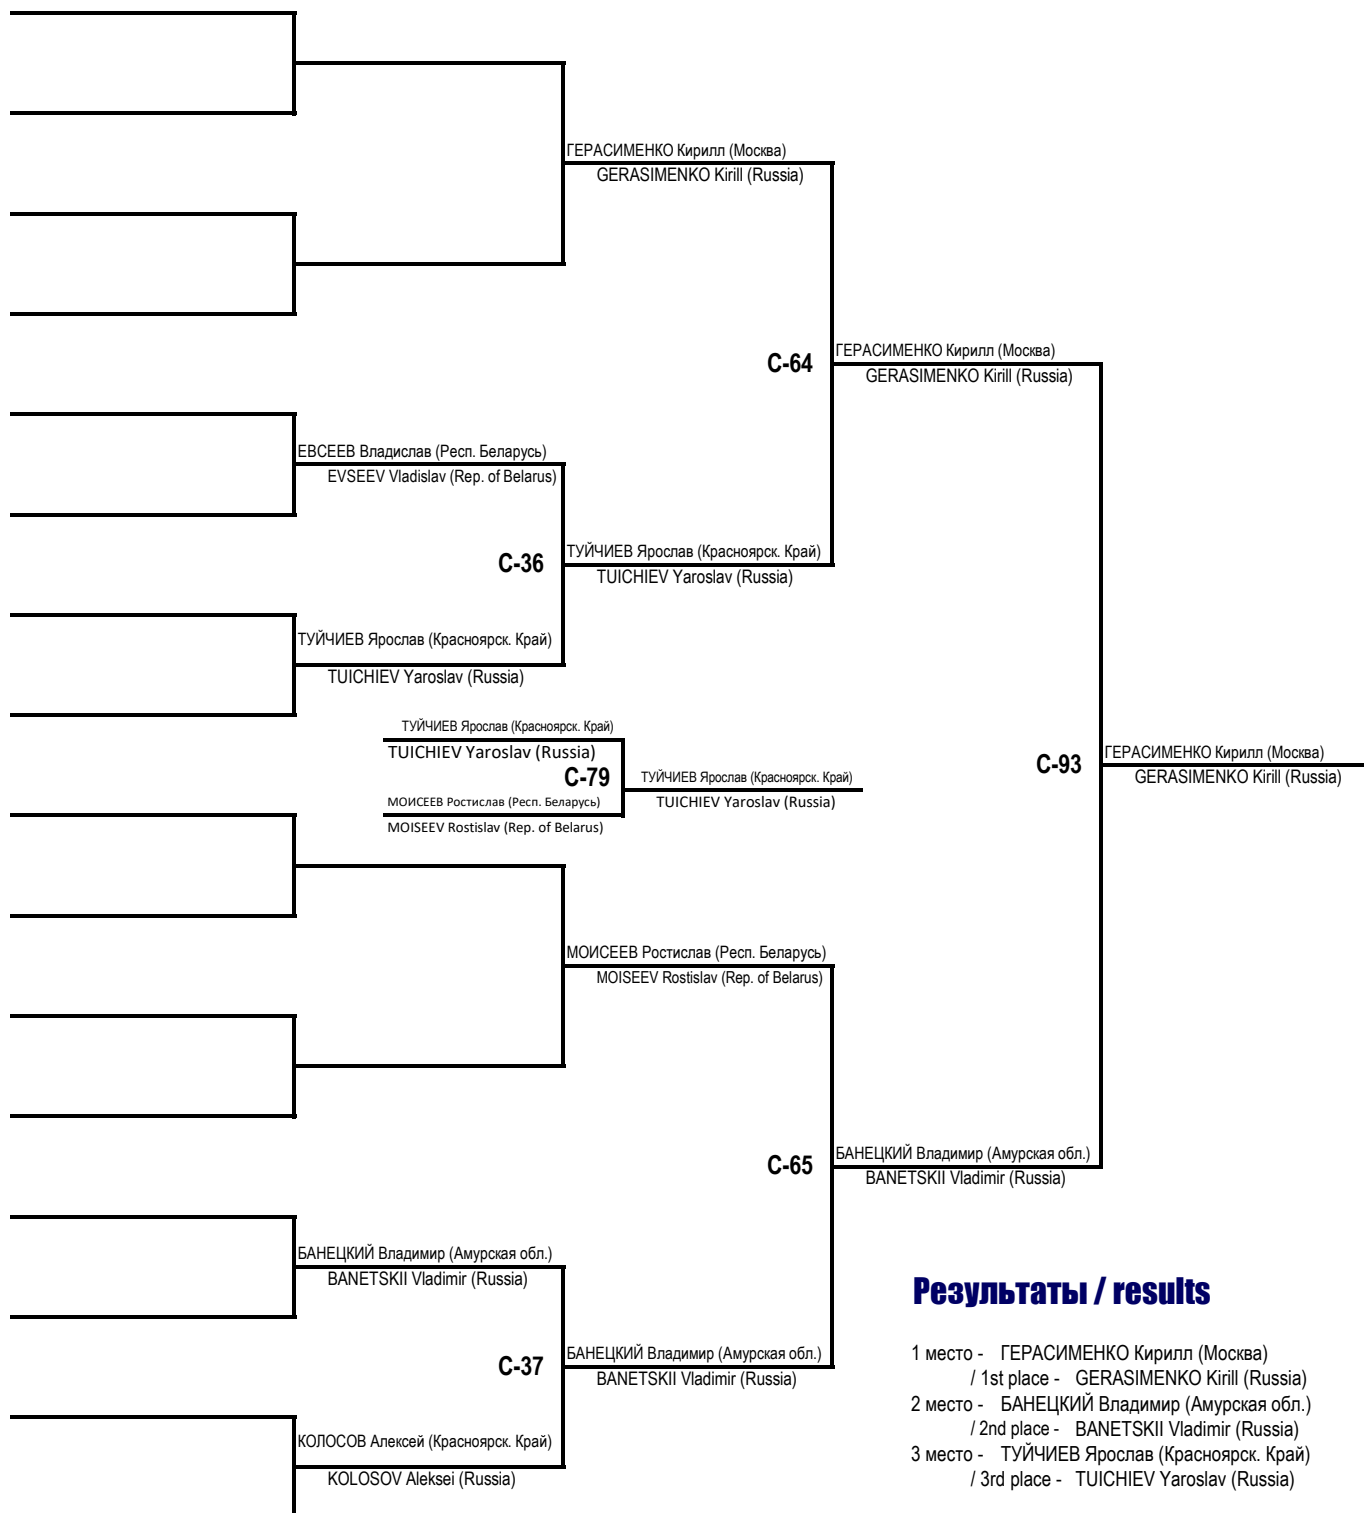 ГЕРАСИМЕНКО Кирилл (Москва)
GERASIMENKO Kirill (Russia)
C-64
ГЕРАСИМЕНКО Кирилл (Москва)
GERASIMENKO Kirill (Russia)
ЕВСЕЕВ Владислав (Респ. Беларусь)
EVSEEV Vladislav (Rep. of Belarus)
C-36
ТУЙЧИЕВ Ярослав (Красноярск. Край)
TUICHIEV Yaroslav (Russia)
ТУЙЧИЕВ Ярослав (Красноярск. Край)
TUICHIEV Yaroslav (Russia)
ТУЙЧИЕВ Ярослав (Красноярск. Край)
TUICHIEV Yaroslav (Russia)
C-79
ТУЙЧИЕВ Ярослав (Красноярск. Край)
TUICHIEV Yaroslav (Russia)
МОИСЕЕВ Ростислав (Респ. Беларусь)
MOISEEV Rostislav (Rep. of Belarus)
C-93
ГЕРАСИМЕНКО Кирилл (Москва)
GERASIMENKO Kirill (Russia)
МОИСЕЕВ Ростислав (Респ. Беларусь)
MOISEEV Rostislav (Rep. of Belarus)
C-65
БАНЕЦКИЙ Владимир (Амурская обл.)
BANETSKII Vladimir (Russia)
БАНЕЦКИЙ Владимир (Амурская обл.)
BANETSKII Vladimir (Russia)
C-37
БАНЕЦКИЙ Владимир (Амурская обл.)
BANETSKII Vladimir (Russia)
КОЛОСОВ Алексей (Красноярск. Край)
KOLOSOV Aleksei (Russia)
Результаты / results
1 место - ГЕРАСИМЕНКО Кирилл (Москва)
/ 1st place - GERASIMENKO Kirill (Russia)
2 место - БАНЕЦКИЙ Владимир (Амурская обл.)
/ 2nd place - BANETSKII Vladimir (Russia)
3 место - ТУЙЧИЕВ Ярослав (Красноярск. Край)
/ 3rd place - TUICHIEV Yaroslav (Russia)